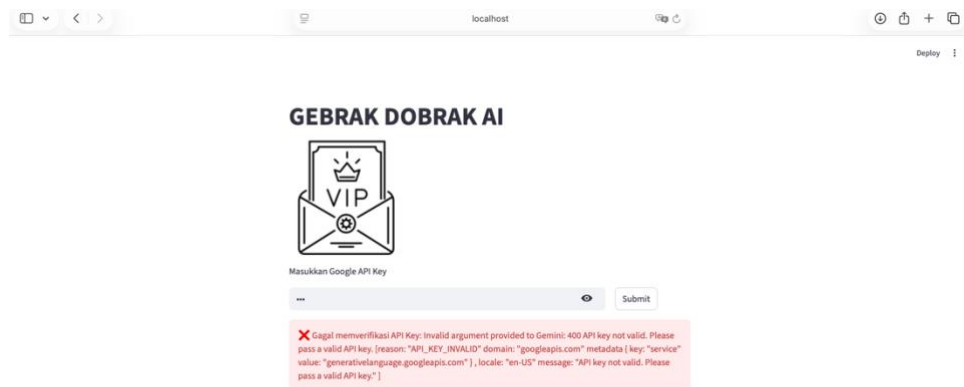 localhost
Deploy
GEBRAK DOBRAK AI
VIP
Masukkan Google API Key
Submit
Gagal memverifikasi API Key: Invalid argument provided to Gemini: 400 API key not valid. Please
pass a valid API key. [reason: "API_KEY_INVALID" domain: "googleapis.com" metadata { key: "service"
value: "generativelanguage.googleapis.com" } , locale: "en-US" message: "API key not valid. Please
pass a valid API key." ]